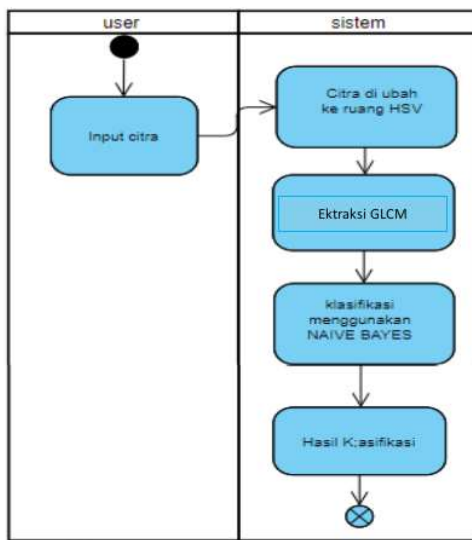 user
sistem
Input citra
Citra di ubah
ke ruang HSV
Ektraksi GLCM
klasifikasi
menggunakan
NAIVE BAYES
Hasil K;asifikasi